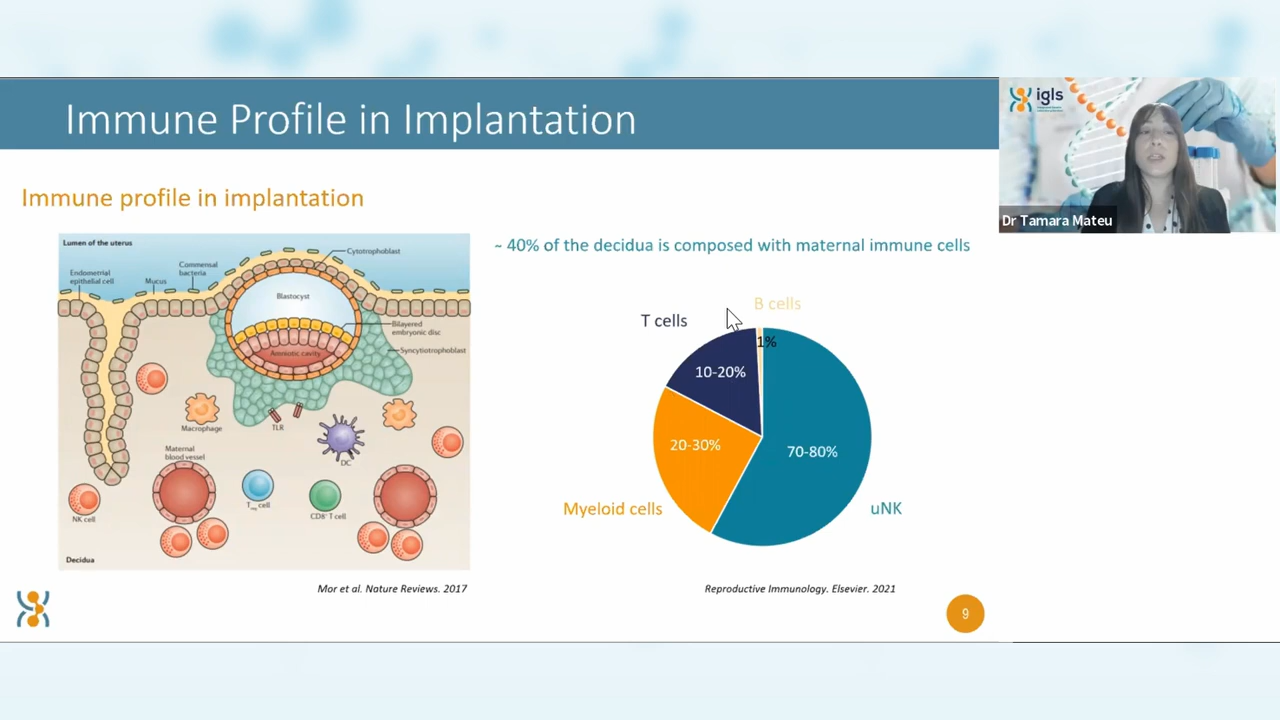 Immune Profile in Implantation
igls
Dr Tamara Mateu
Immune profile in implantation
Lumen of the uterus
Endometrial
epithelial cell
Mucus
Commensal
bacteria
Cytotrophoblast
Blastocyst
Bilayered
embryonic disc
Amniotic cavity
Syncytiotrophoblast
Macrophage
TLR
DC
Maternal
blood vessel
NK cell
Treg cell
CD8+ T cell
Decidua
Mor et al. Nature Reviews. 2017
~ 40% of the decidua is composed with maternal immune cells
B cells
T cells
1%
10-20%
20-30%
70-80%
Myeloid cells
uNK
Reproductive Immunology. Elsevier. 2021
9